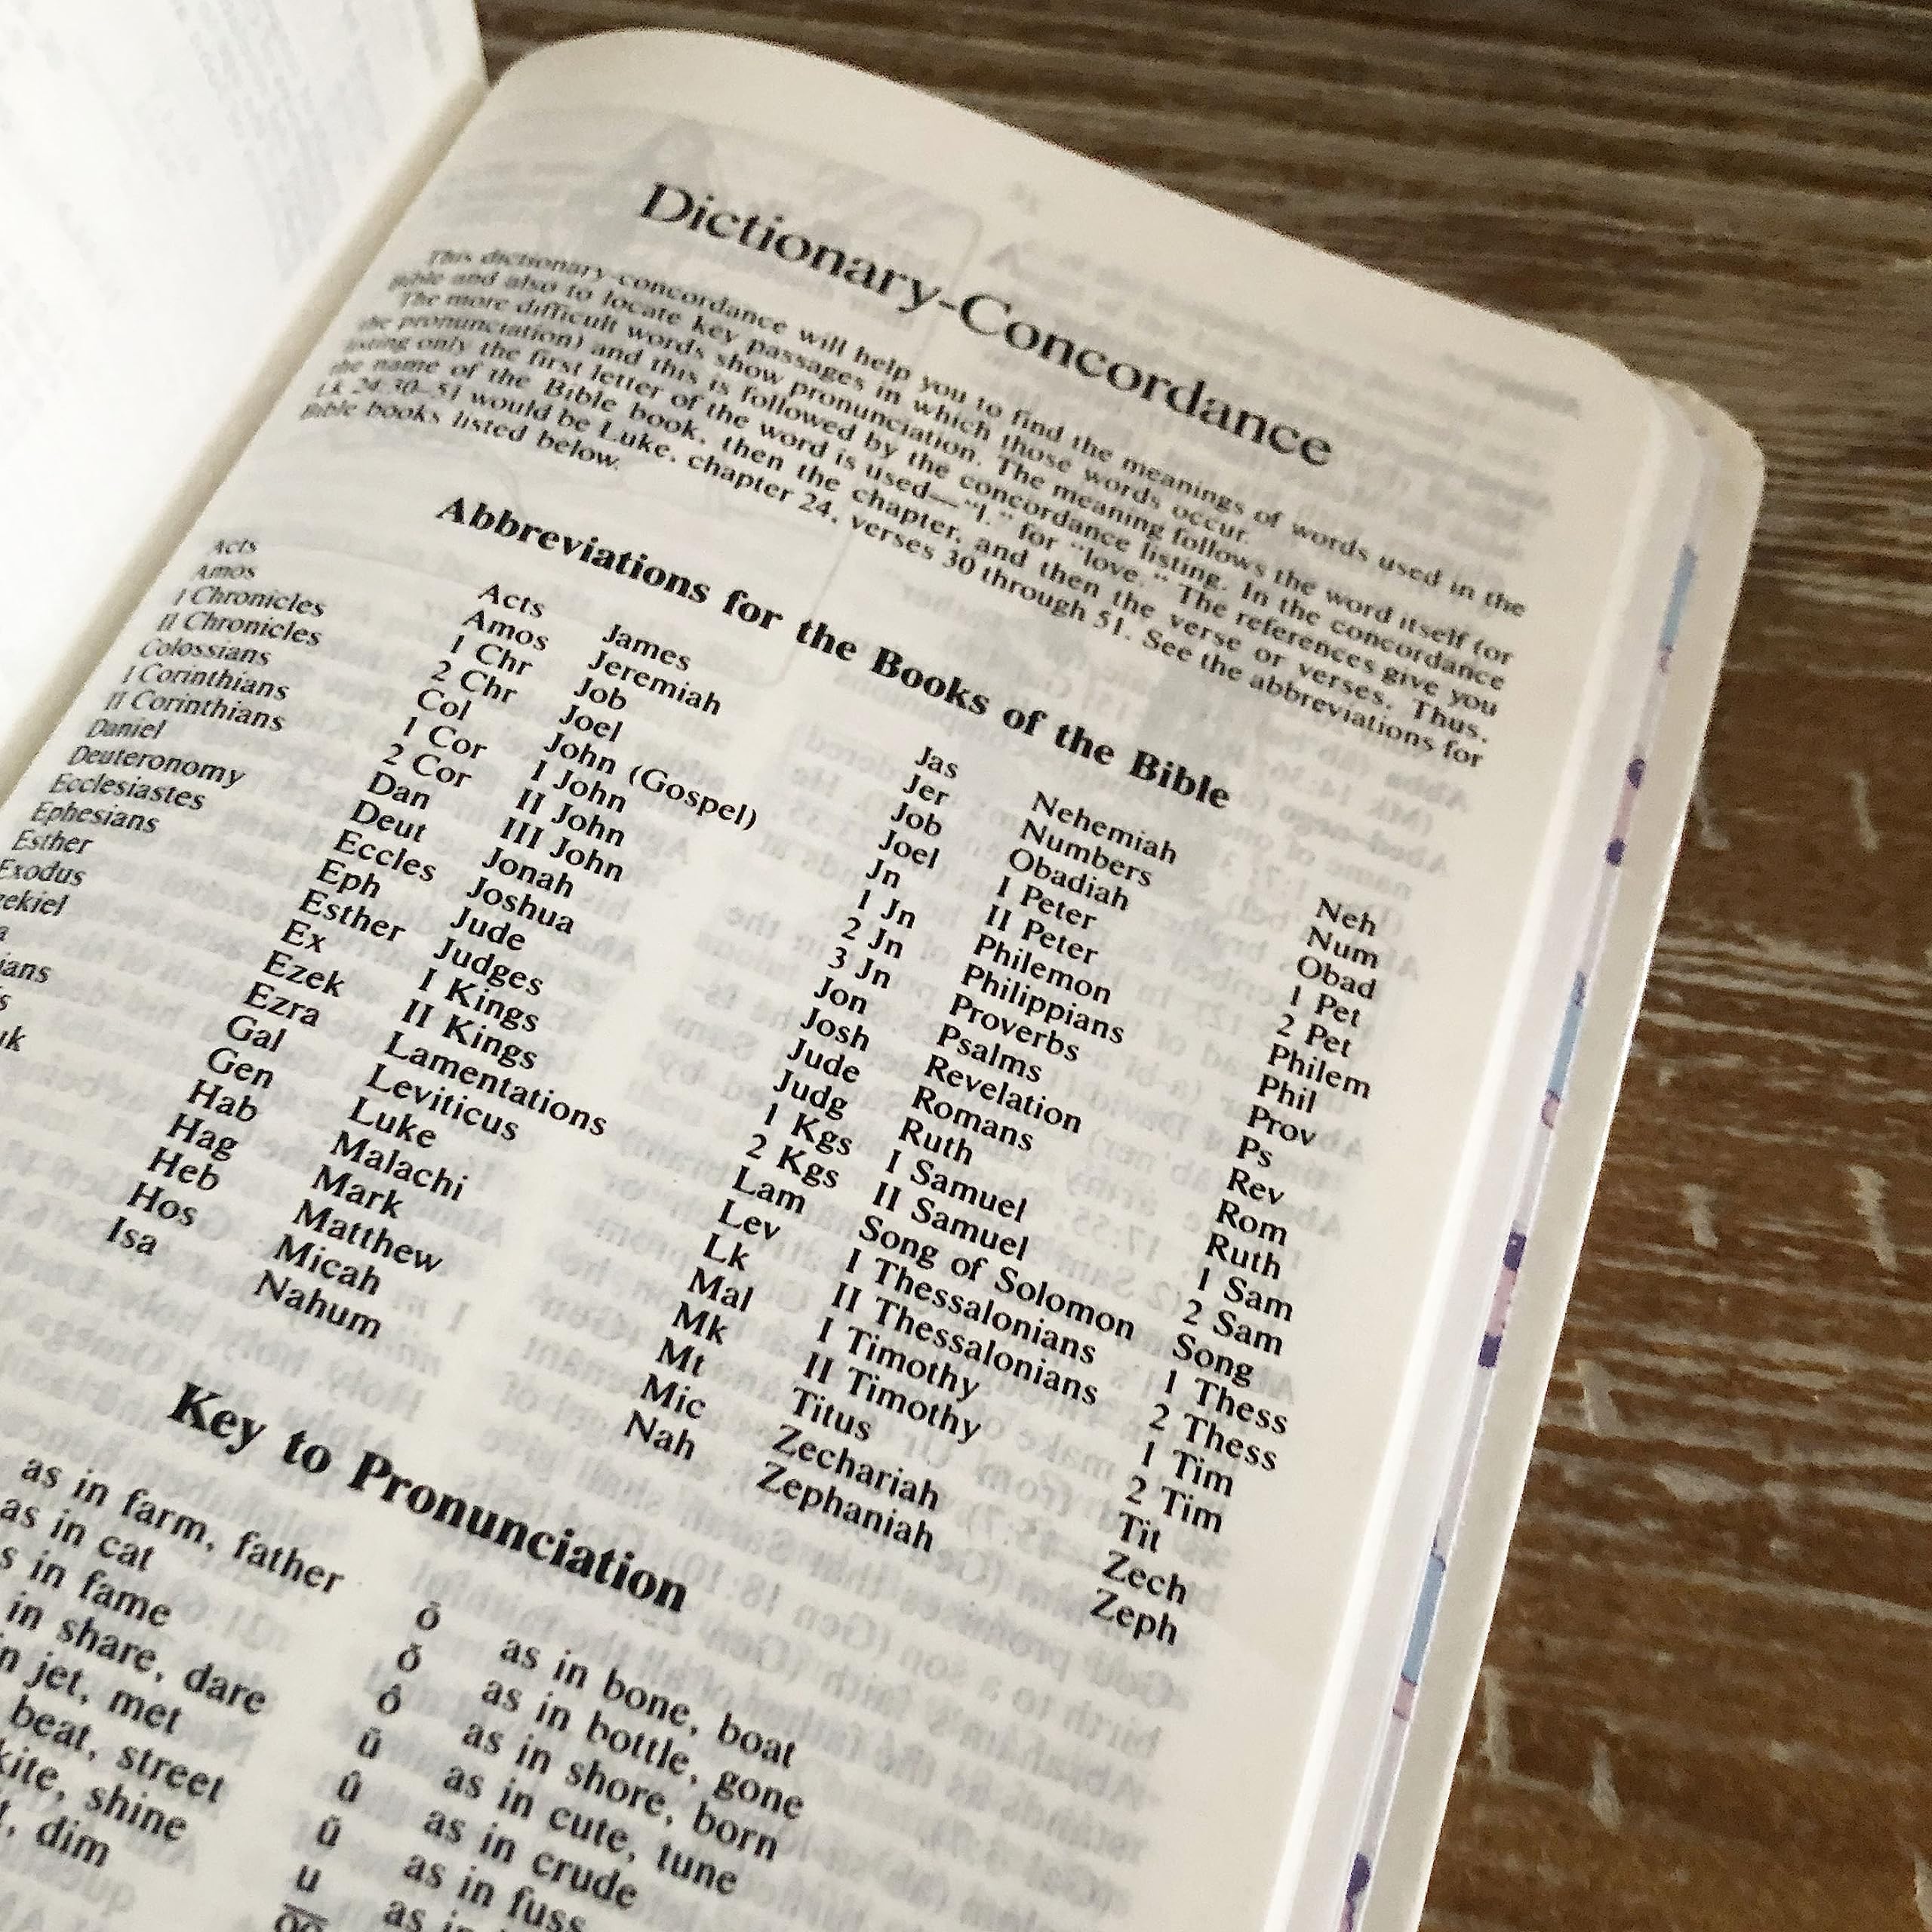 Dictionary-Concordance
This dictionary-concordance will help you to find the meanings of words used in the
Bible and also to locate key passages in which those words occur.
The more difficult words show pronunciation. The meaning follows the word itself (or
the pronunciation) and this is followed by the concordance listing. In the concordance
listing only the first letter of the word is used—"l." for "love." The references give you
the name of the Bible book, then the chapter, and then the verse or verses. Thus,
Lk 24:30–51 would be Luke, chapter 24, verses 30 through 51. See the abbreviations for
Bible books listed below.
Abbreviations for the Books of the Bible
Acts Acts James Jas Nehemiah Neh
Amos Amos Jeremiah Jer Numbers Num
I Chronicles 1 Chr Job Job Obadiah Obad
II Chronicles 2 Chr Joel Joel I Peter 1 Pet
Colossians Col John (Gospel) Jn II Peter 2 Pet
I Corinthians 1 Cor I John 1 Jn Philemon Philem
II Corinthians 2 Cor II John 2 Jn Philippians Phil
Daniel Dan III John 3 Jn Proverbs Prov
Deuteronomy Deut Jonah Jon Psalms Ps
Ecclesiastes Eccles Joshua Josh Revelation Rev
Ephesians Eph Jude Jude Romans Rom
Esther Esther Judges Judg Ruth Ruth
Exodus Ex I Kings 1 Kgs I Samuel 1 Sam
zekiel Ezek II Kings 2 Kgs II Samuel 2 Sam
a Ezra Lamentations Lam Song of Solomon Song
ians Gal Leviticus Lev I Thessalonians 1 Thess
s Gen Luke Lk II Thessalonians 2 Thess
uk Hab Malachi Mal I Timothy 1 Tim
Hag Mark Mk II Timothy 2 Tim
Heb Matthew Mt Titus Tit
Hos Micah Mic Zechariah Zech
Isa Nahum Nah Zephaniah Zeph
Key to Pronunciation
as in farm, father ō as in bone, boat
as in cat ŏ as in bottle, gone
s in fame ô as in shore, born
in share, dare ū as in cute, tune
n jet, met û as in crude
beat, street as in fuss
kite, shine u as in
, dim